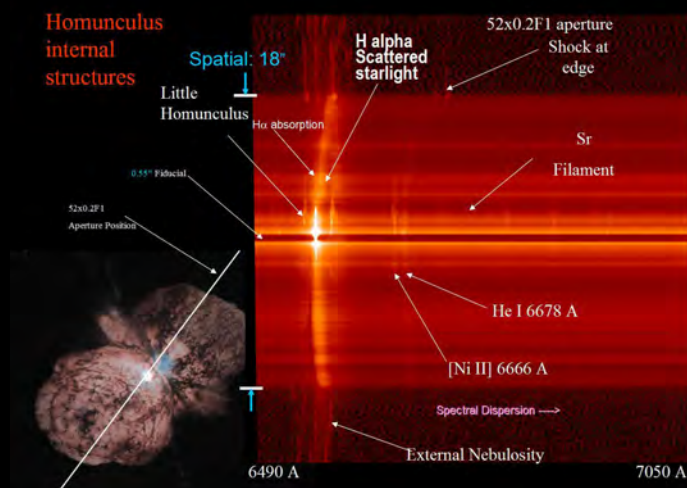 Homunculus
internal
structures
Spatial: 18"
H alpha
Scattered
starlight
52x0.2F1 aperture
Shock at
edge
Little
Homunculus
Hα absorption
Sr
Filament
0.55" Fiducial
52x0.2F1
Aperture Position
He I 6678 A
[Ni II] 6666 A
Spectral Dispersion ---->
External Nebulosity
6490 A
7050 A